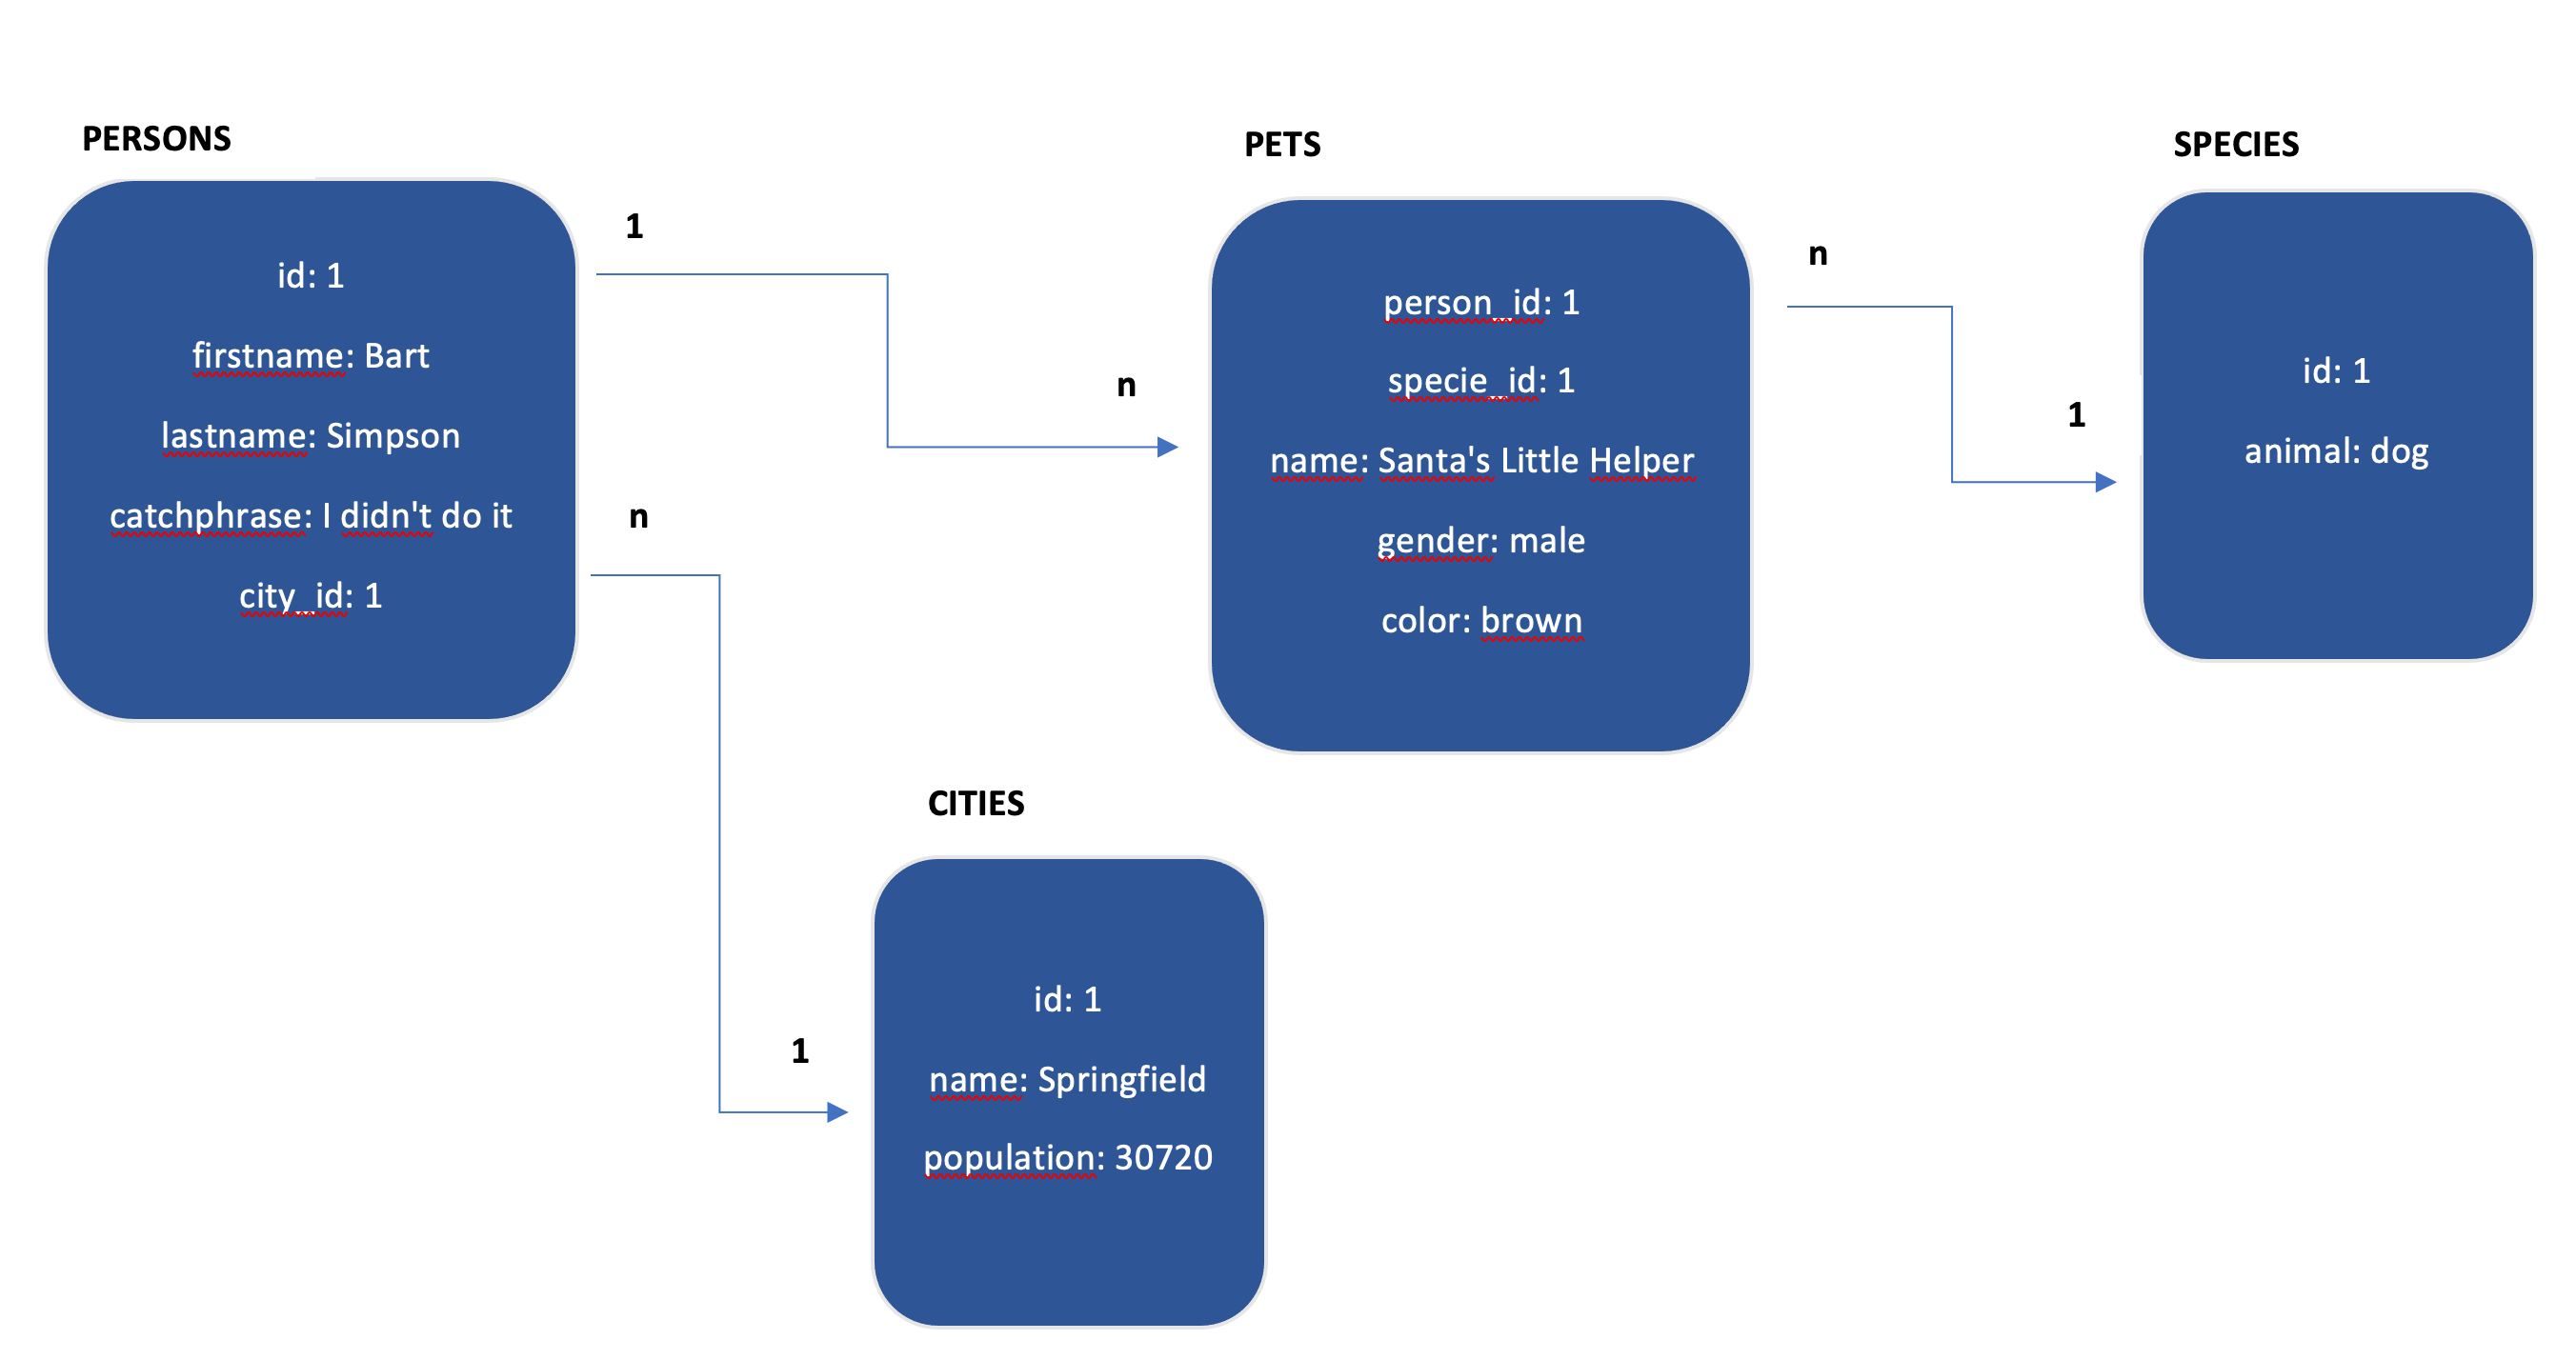 PERSONS
id: 1
firstname: Bart
lastname: Simpson
catchphrase: I didn't do it
city_id: 1
1
n
n
1
PETS
person_id: 1
specie_id: 1
name: Santa's Little Helper
gender: male
color: brown
n
1
SPECIES
id: 1
animal: dog
CITIES
id: 1
name: Springfield
population: 30720